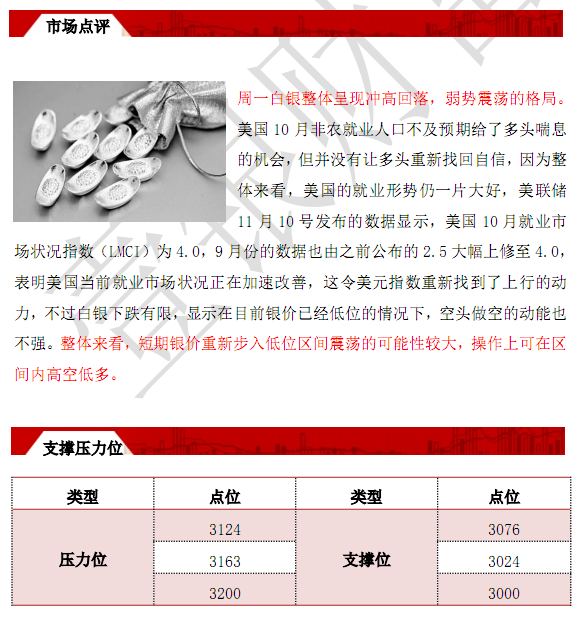 市场点评
周一白银整体呈现冲高回落，弱势震荡的格局。
美国 10 月非农就业人口不及预期给了多头喘息
的机会，但并没有让多头重新找回自信，因为整
体来看，美国的就业形势仍一片大好，美联储
11 月 10 号发布的数据显示，美国 10 月就业市
场状况指数（LMCI）为 4.0，9 月份的数据也由之前公布的 2.5 大幅上修至 4.0，
表明美国当前就业市场状况正在加速改善，这令美元指数重新找到了上行的动
力，不过白银下跌有限，显示在目前银价已经低位的情况下，空头做空的动能也
不强。整体来看，短期银价重新步入低位区间震荡的可能性较大，操作上可在区
间内高空低多。
支撑压力位
类型 点位 类型 点位
3124 3076
压力位 3163 支撑位 3024
3200 3000